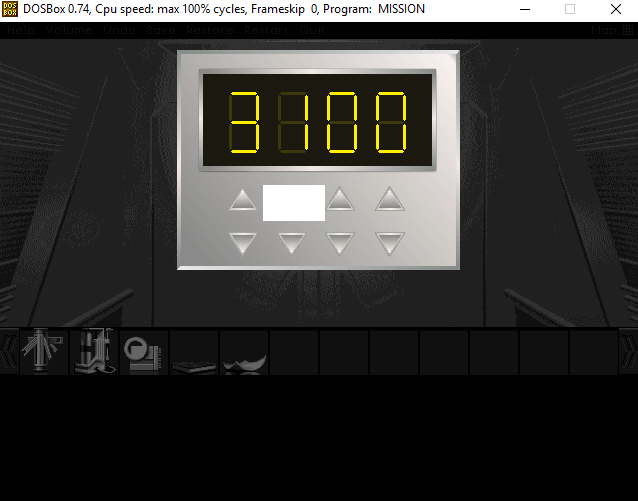 DOSBox 0.74, Cpu speed: max 100% cycles, Frameskip 0, Program: MISSION
Help Volume Undo Save Restore Restart Quit Map
3100